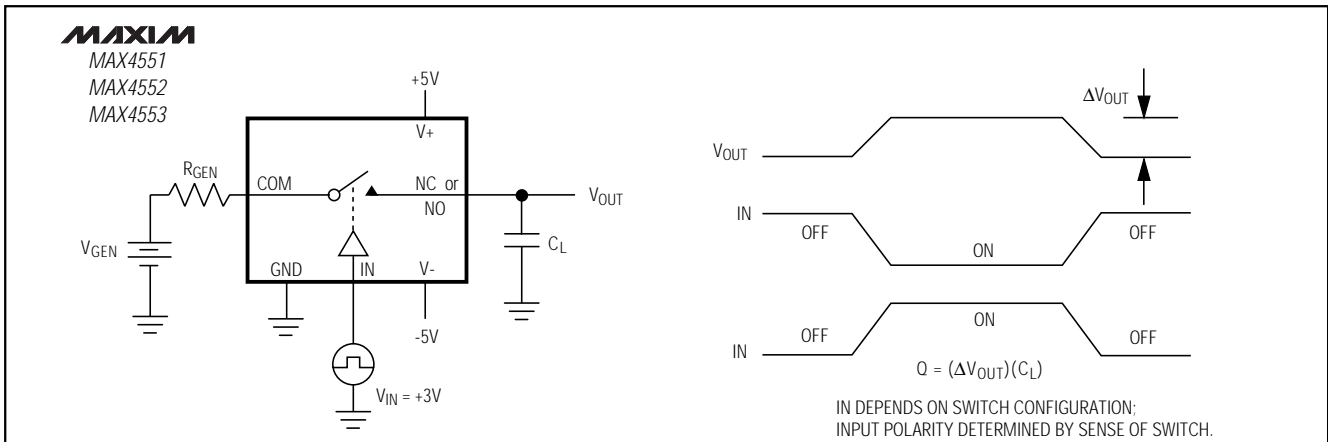 MAXIM
MAX4551
MAX4552
MAX4553
+5V
V+
RGEN
COM
NC or
NO
VOUT
VGEN
CL
GND
IN
V-
-5V
VIN = +3V
ΔVOUT
VOUT
IN
OFF
ON
OFF
IN
OFF
ON
OFF
Q = (ΔVOUT)(CL)
IN DEPENDS ON SWITCH CONFIGURATION;
INPUT POLARITY DETERMINED BY SENSE OF SWITCH.